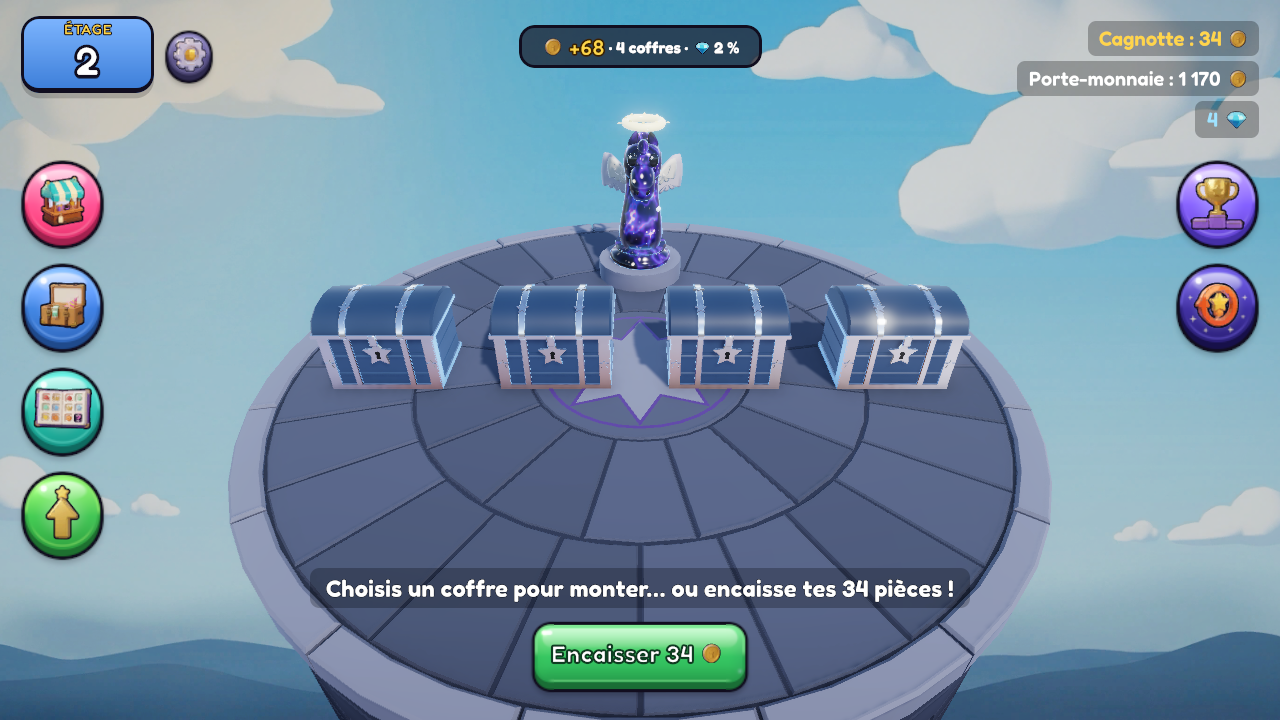 ÉTAGE
2
+68 · 4 coffres · 2 %
Cagnotte : 34
Porte-monnaie : 1 170
4
Choisis un coffre pour monter... ou encaisse tes 34 pièces !
Encaisser 34